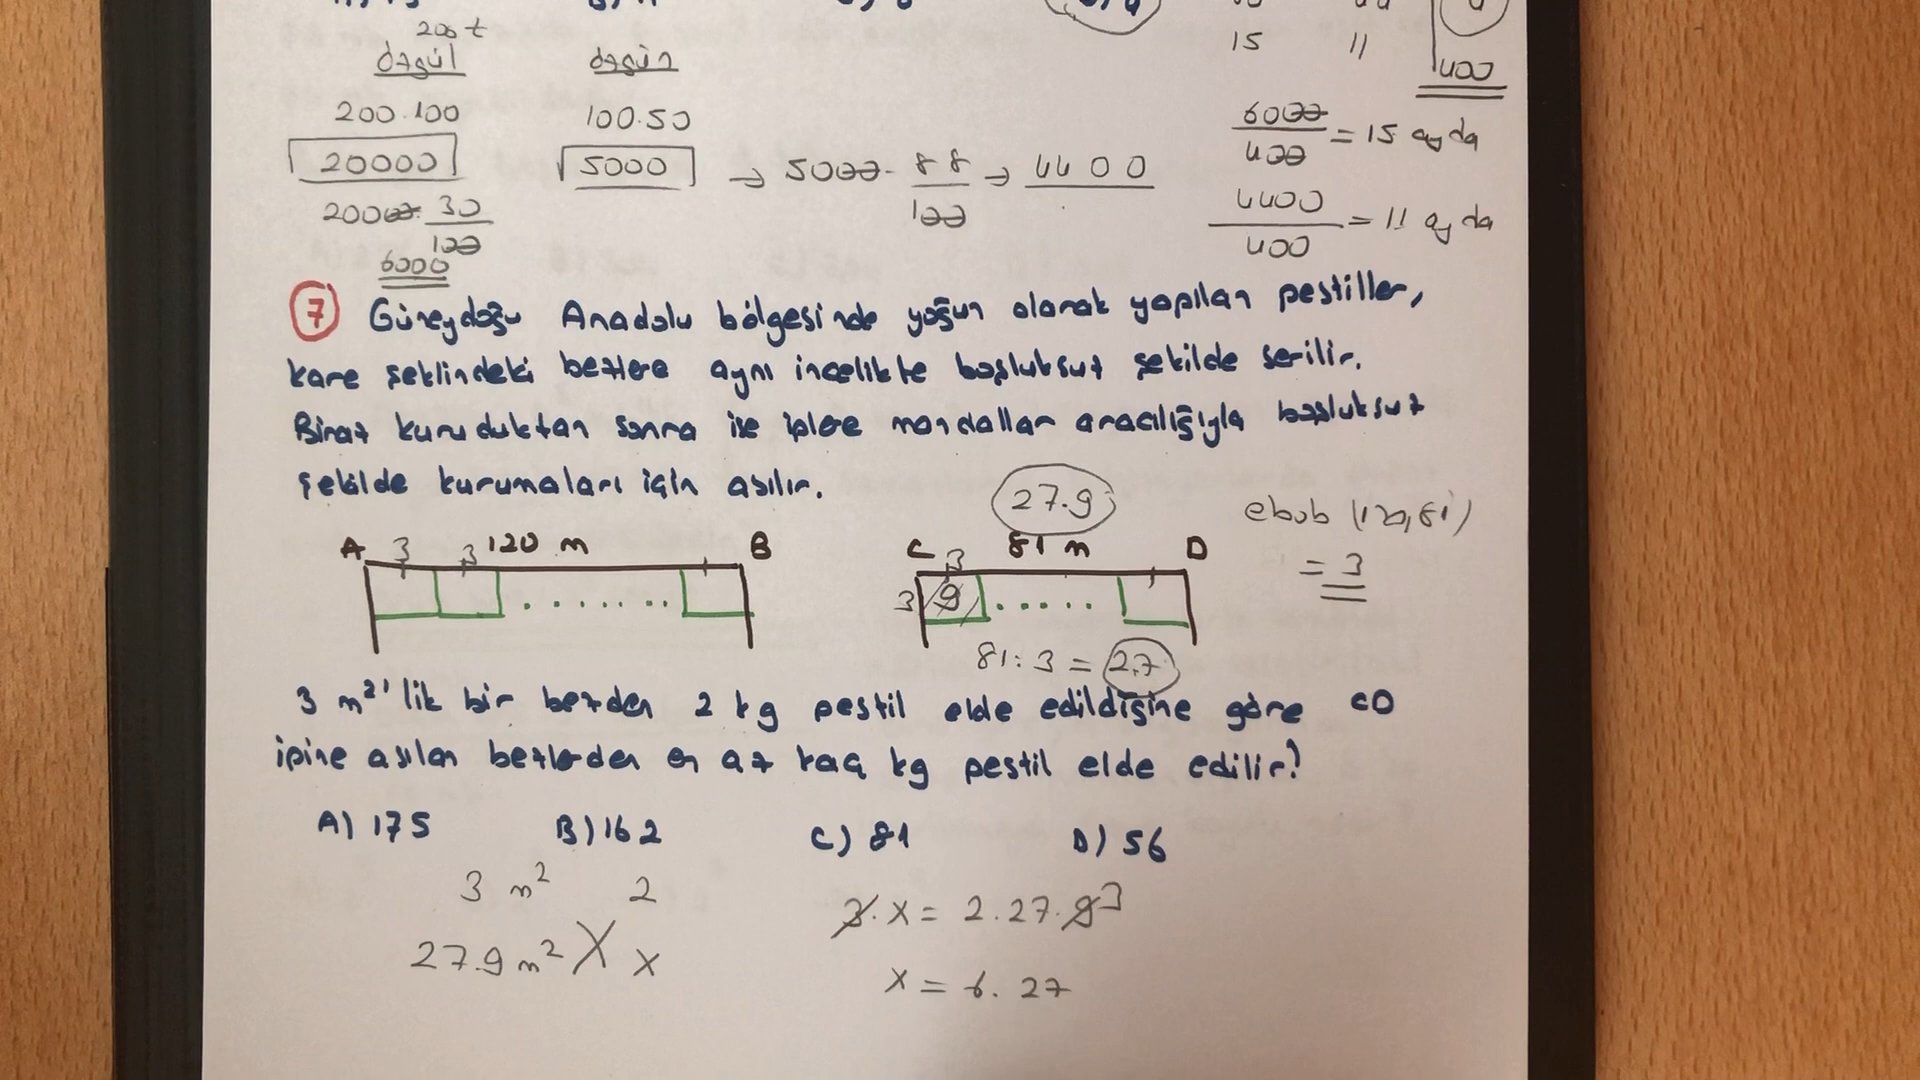 200 t
özgül
özgün
15
11
400
200.100
100.50
6000/400 = 15 ayda
20000
5000 → 5000. 88/100 → 4400
20000. 30/100
4400/400 = 11 ayda
6000
7 Güneydoğu Anadolu bölgesinde yoğun olarak yapılan pestiller,
kare şeklindeki bezlere aynı incelikte boşluksuz şekilde serilir.
Biraz kuruduktan sonra ise iplere mandallar aracılığıyla boşluksuz
şekilde kurumaları için asılır.
27.9
ebob (120,81)
= 3
A 3 3 120 m B
C 3 81 m D
3 9
81:3 = 27
3 m²'lik bir bezden 2 kg pestil elde edildiğine göre CD
ipine asılan bezlerden en az kaç kg pestil elde edilir?
A) 175 B) 162 C) 81 D) 56
3 m² 2
27.9 m² x
3.x = 2.27.9 3
x = 6.27